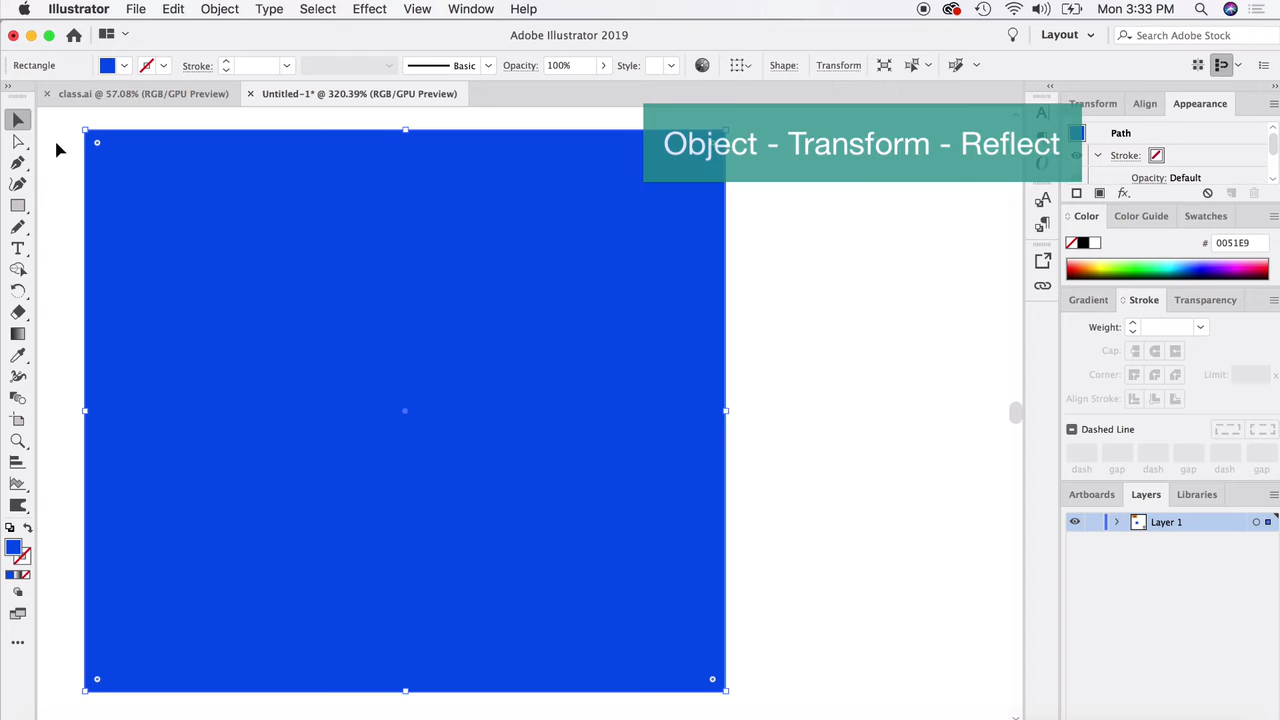 Illustrator File Edit Object Type Select Effect View Window Help Mon 3:33 PM
Adobe Illustrator 2019 Layout Search Adobe Stock
Rectangle Stroke: Basic Opacity: 100% Style: Shape: Transform
class.ai @ 57.08% (RGB/GPU Preview) Untitled-1* @ 320.39% (RGB/GPU Preview)
Transform Align Appearance
Object - Transform - Reflect
Path
Stroke:
Opacity: Default
fx.
Color Color Guide Swatches
# 0051E9
Gradient Stroke Transparency
Weight:
Cap:
Corner: Limit: x
Align Stroke:
Dashed Line
dash gap dash gap dash gap
Artboards Layers Libraries
Layer 1